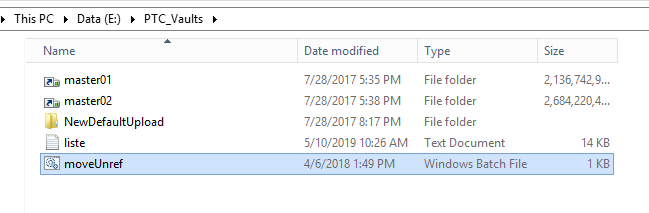 This PC Data (E:) PTC_Vaults
Name Date modified Type Size
master01 7/28/2017 5:35 PM File folder 2,136,742,9...
master02 7/28/2017 5:38 PM File folder 2,684,220,4...
NewDefaultUpload 7/28/2017 8:17 PM File folder
liste 5/10/2019 10:26 AM Text Document 14 KB
moveUnref 4/6/2018 1:49 PM Windows Batch File 1 KB